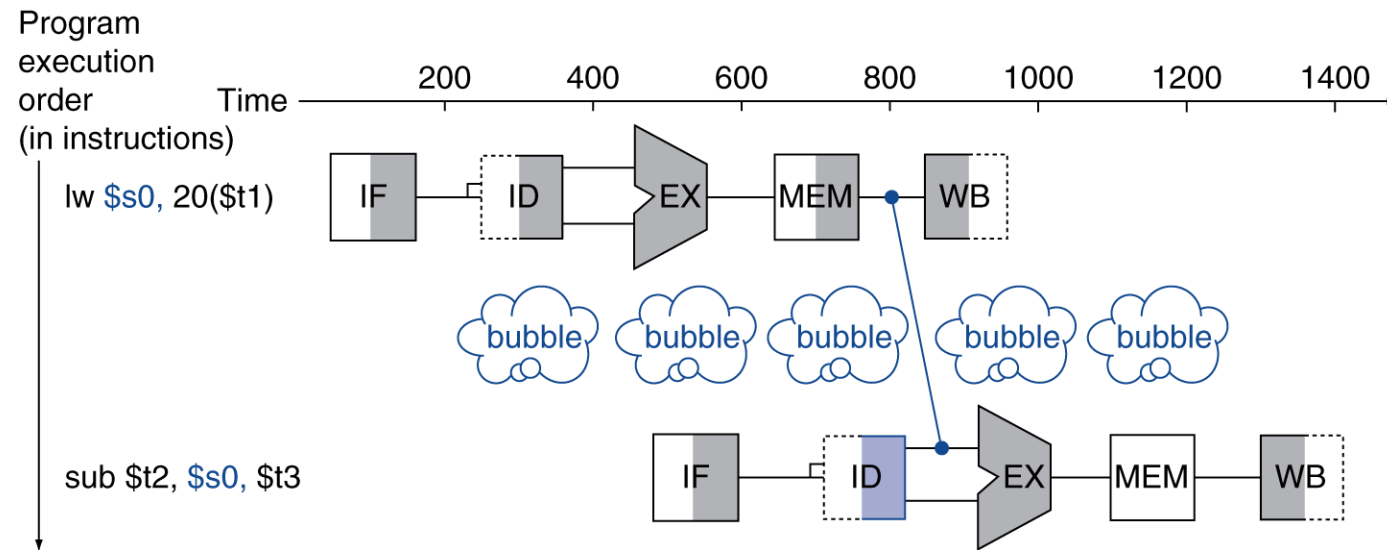 Program
execution
order
(in instructions)
Time
200 400 600 800 1000 1200 1400
lw $s0, 20($t1)
IF ID EX MEM WB
bubble bubble bubble bubble bubble
sub $t2, $s0, $t3
IF ID EX MEM WB